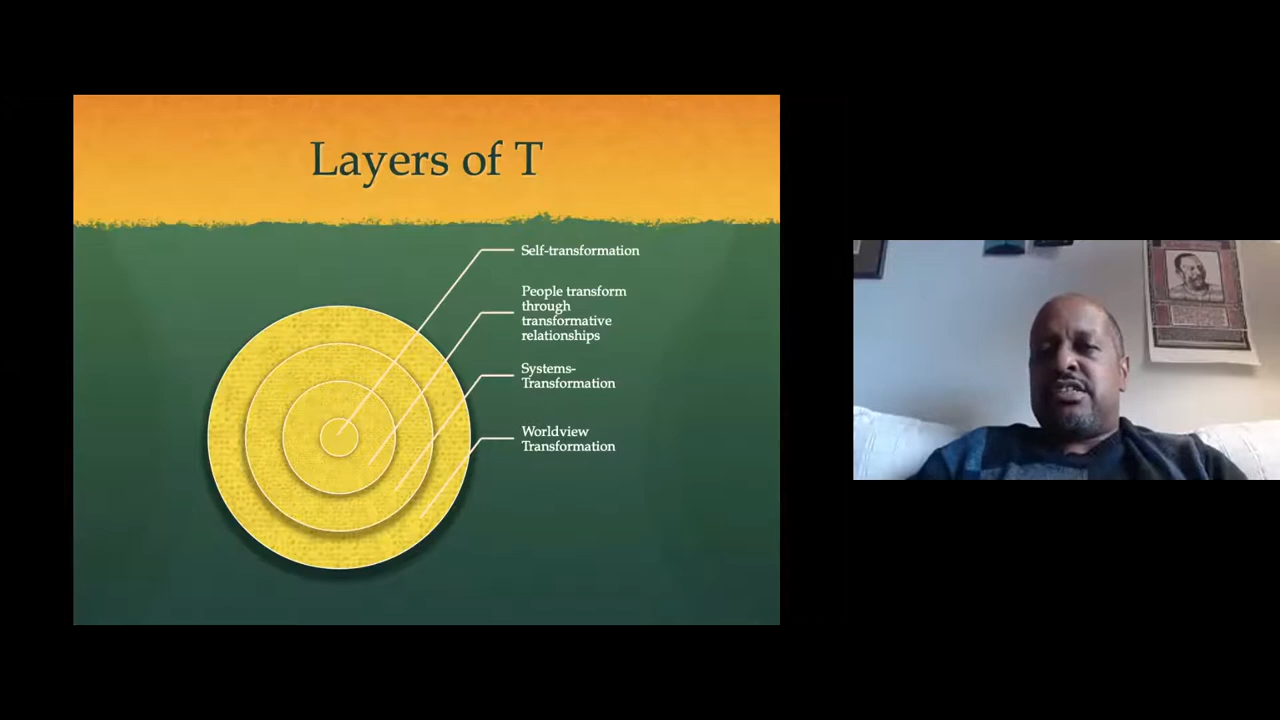 Layers of T
Self-transformation
People transform
through
transformative
relationships
Systems-
Transformation
Worldview
Transformation